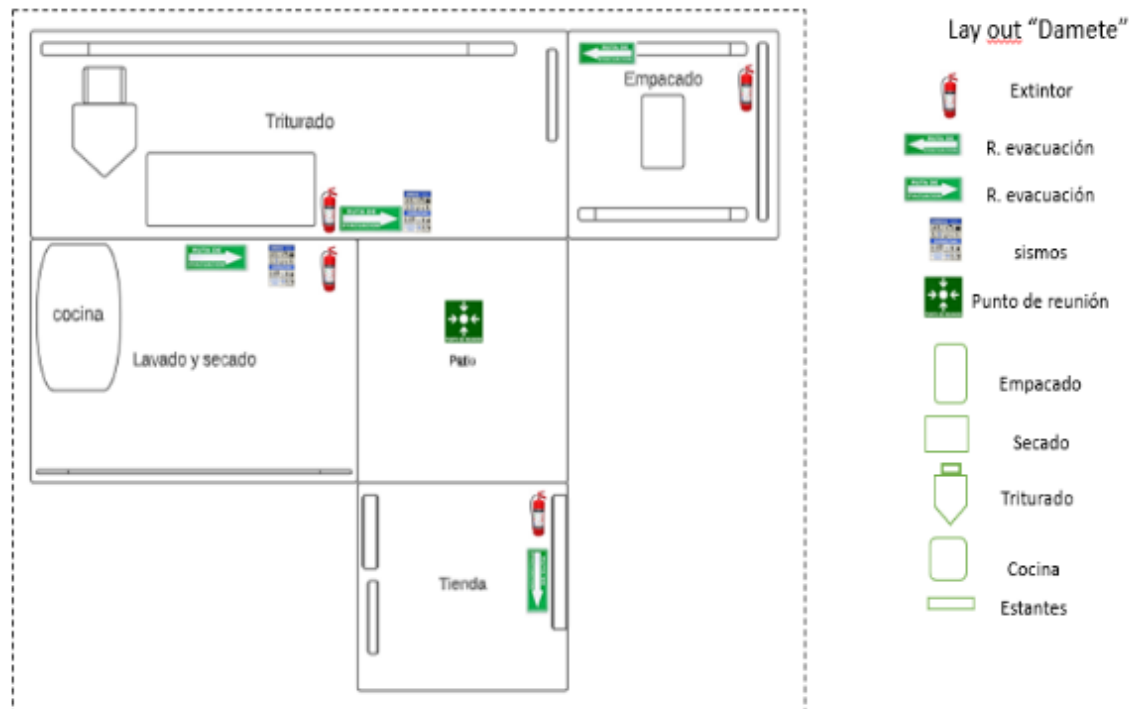 Lay out “Damete”
Extintor
R. evacuación
R. evacuación
sismos
Punto de reunión
Empacado
Secado
Triturado
Cocina
Estantes
Triturado
Empacado
cocina
Lavado y secado
Patio
Tienda